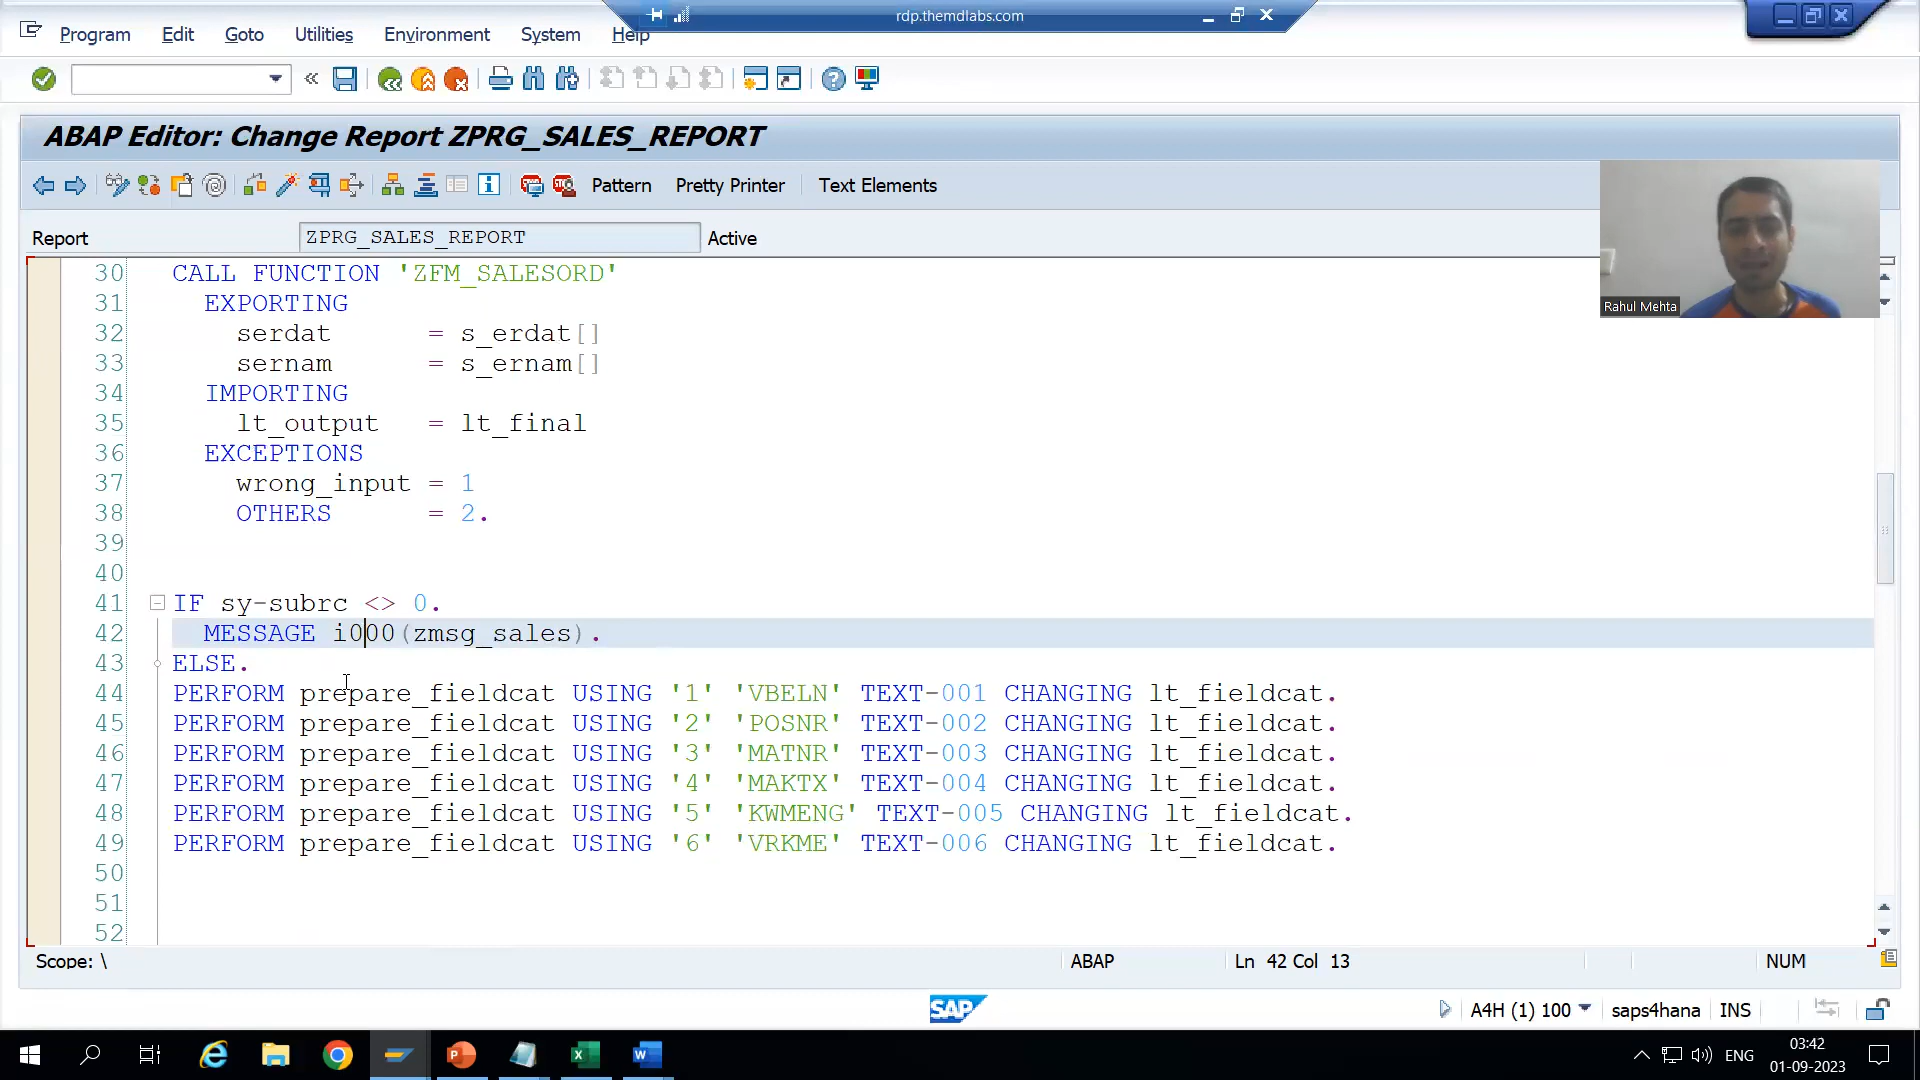 rdp.themdlabs.com
Program Edit Goto Utilities Environment System Help
ABAP Editor: Change Report ZPRG_SALES_REPORT
Pattern Pretty Printer Text Elements
Report ZPRG_SALES_REPORT Active
Rahul Mehta
30 CALL FUNCTION 'ZFM_SALESORD'
31 EXPORTING
32 serdat = s_erdat[]
33 sernam = s_ernam[]
34 IMPORTING
35 lt_output = lt_final
36 EXCEPTIONS
37 wrong_input = 1
38 OTHERS = 2.
39
40
41 IF sy-subrc <> 0.
42 MESSAGE i000(zmsg_sales).
43 ELSE.
44 PERFORM prepare_fieldcat USING '1' 'VBELN' TEXT-001 CHANGING lt_fieldcat.
45 PERFORM prepare_fieldcat USING '2' 'POSNR' TEXT-002 CHANGING lt_fieldcat.
46 PERFORM prepare_fieldcat USING '3' 'MATNR' TEXT-003 CHANGING lt_fieldcat.
47 PERFORM prepare_fieldcat USING '4' 'MAKTX' TEXT-004 CHANGING lt_fieldcat.
48 PERFORM prepare_fieldcat USING '5' 'KWMENG' TEXT-005 CHANGING lt_fieldcat.
49 PERFORM prepare_fieldcat USING '6' 'VRKME' TEXT-006 CHANGING lt_fieldcat.
50
51
52
Scope: \ ABAP Ln 42 Col 13 NUM
SAP A4H (1) 100 saps4hana INS
ENG 03:42
01-09-2023